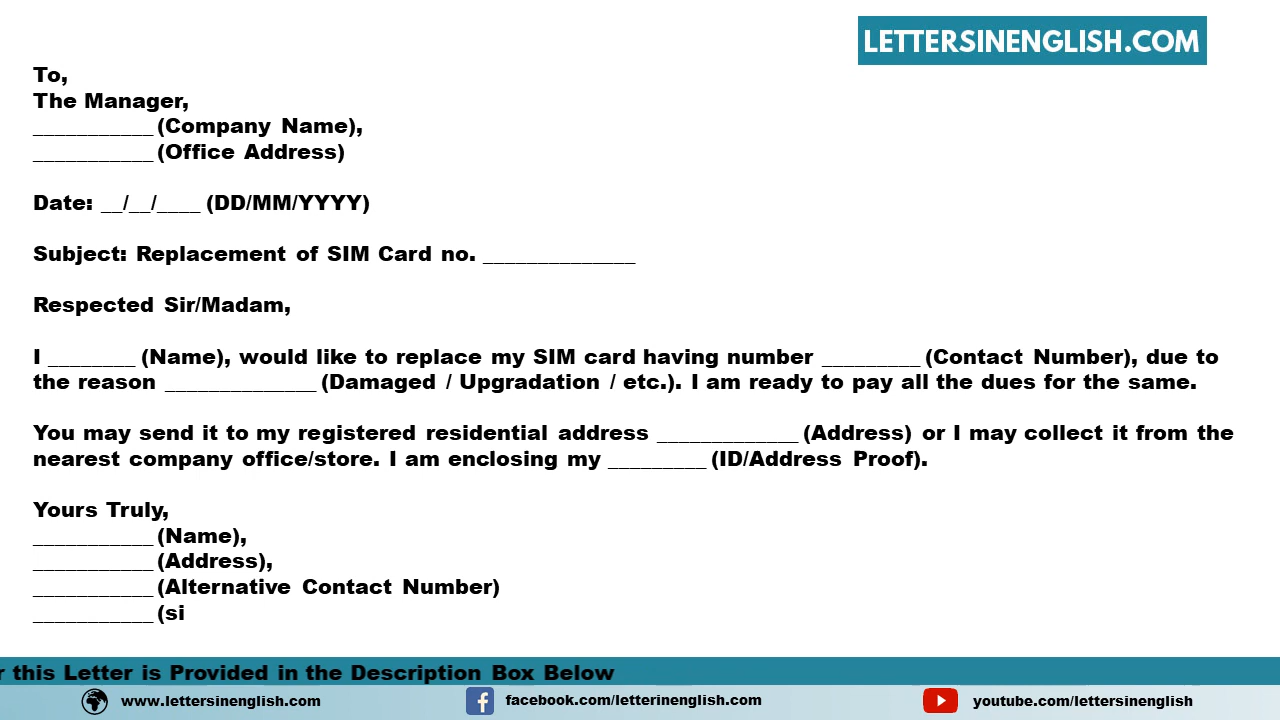 LETTERSINENGLISH.COM
To,
The Manager,
___________ (Company Name),
___________ (Office Address)
Date: __/__/____ (DD/MM/YYYY)
Subject: Replacement of SIM Card no. ______________
Respected Sir/Madam,
I ________ (Name), would like to replace my SIM card having number _________ (Contact Number), due to
the reason ______________ (Damaged / Upgradation / etc.). I am ready to pay all the dues for the same.
You may send it to my registered residential address _____________ (Address) or I may collect it from the
nearest company office/store. I am enclosing my _________ (ID/Address Proof).
Yours Truly,
___________ (Name),
___________ (Address),
___________ (Alternative Contact Number)
___________ (si
r this Letter is Provided in the Description Box Below
www.lettersinenglish.com facebook.com/letterinenglish.com youtube.com/lettersinenglish